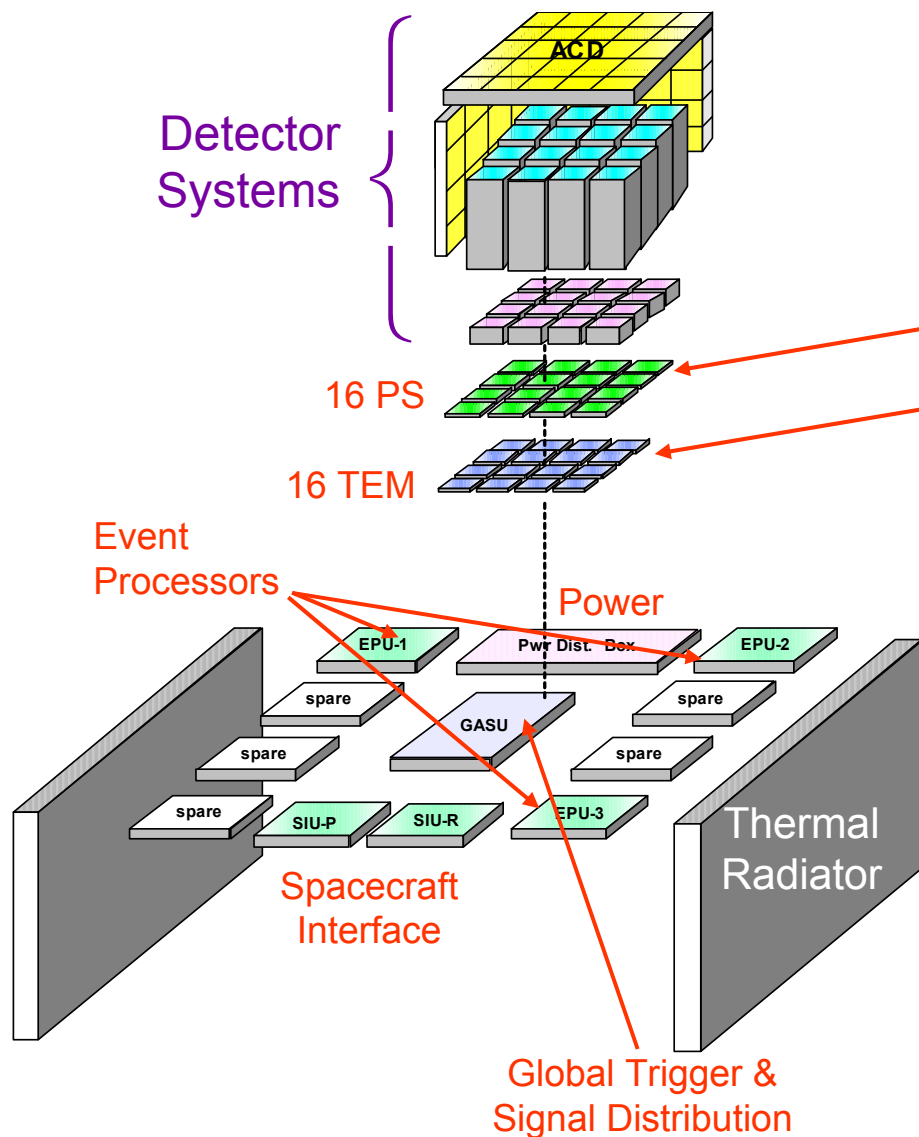 ACD
Detector
Systems
16 PS
16 TEM
Event
Processors
Power
EPU-1
Pwr Dist. Box
EPU-2
spare
spare
GASU
spare
spare
spare
SIU-P
SIU-R
EPU-3
Thermal
Radiator
Spacecraft
Interface
Global Trigger &
Signal Distribution